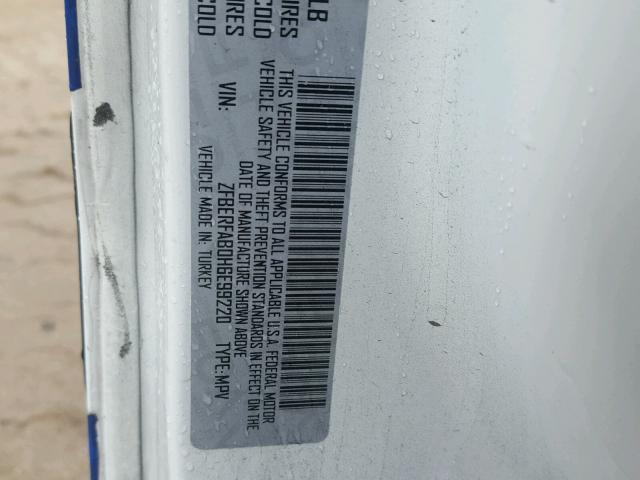 LB
IRES
COLD
IRES
COLD
THIS VEHICLE CONFORMS TO ALL APPLICABLE U.S.A. FEDERAL MOTOR
VEHICLE SAFETY AND THEFT PREVENTION STANDARDS IN EFFECT ON THE
DATE OF MANUFACTURE SHOWN ABOVE
VIN: ZFBERFAB0H6E99220 TYPE: MPV
VEHICLE MADE IN: TURKEY